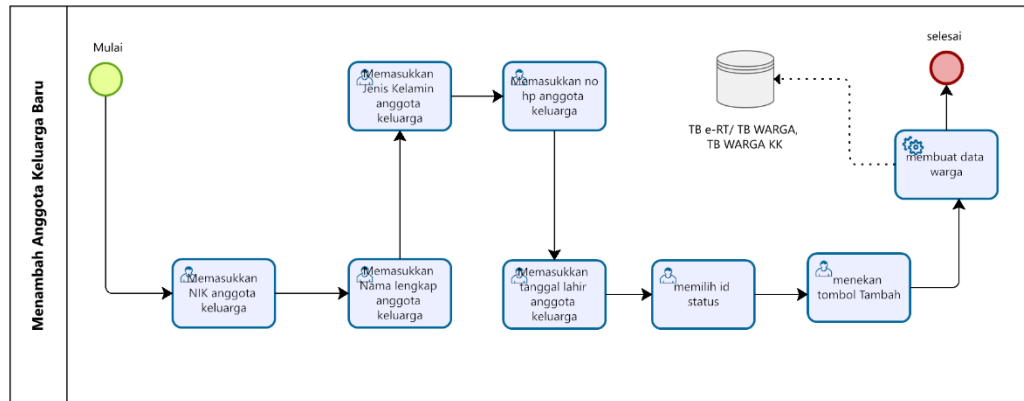 Menambah Anggota Keluarga Baru
Mulai
Memasukkan
NIK anggota
keluarga
Memasukkan
Nama lengkap
anggota
keluarga
Memasukkan
Jenis Kelamin
anggota
keluarga
Memasukkan no
hp anggota
keluarga
Memasukkan
tanggal lahir
anggota
keluarga
memilih id
status
menekan
tombol Tambah
membuat data
warga
TB e-RT/ TB WARGA,
TB WARGA KK
selesai